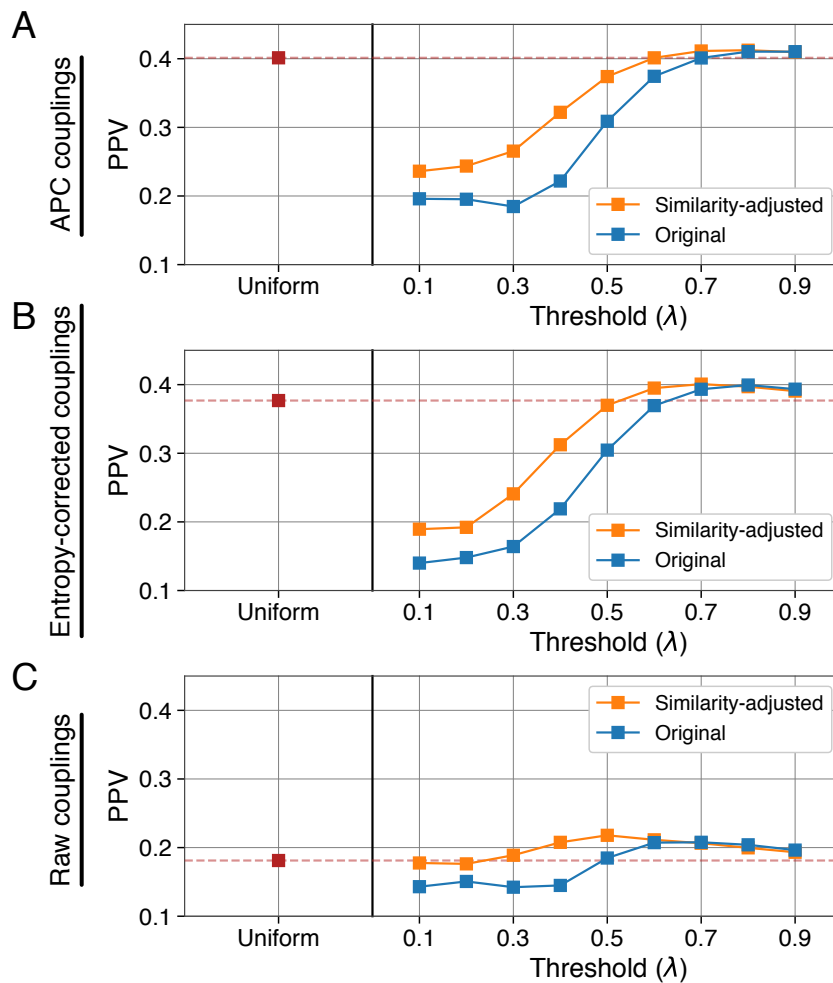 A
APC couplings
PPV
0.4
0.3
0.2
0.1
Similarity-adjusted
Original
Uniform
0.1
0.3
0.5
0.7
0.9
Threshold (λ)
B
Entropy-corrected couplings
PPV
0.4
0.3
0.2
0.1
Similarity-adjusted
Original
Uniform
0.1
0.3
0.5
0.7
0.9
Threshold (λ)
C
Raw couplings
PPV
0.4
0.3
0.2
0.1
Similarity-adjusted
Original
Uniform
0.1
0.3
0.5
0.7
0.9
Threshold (λ)